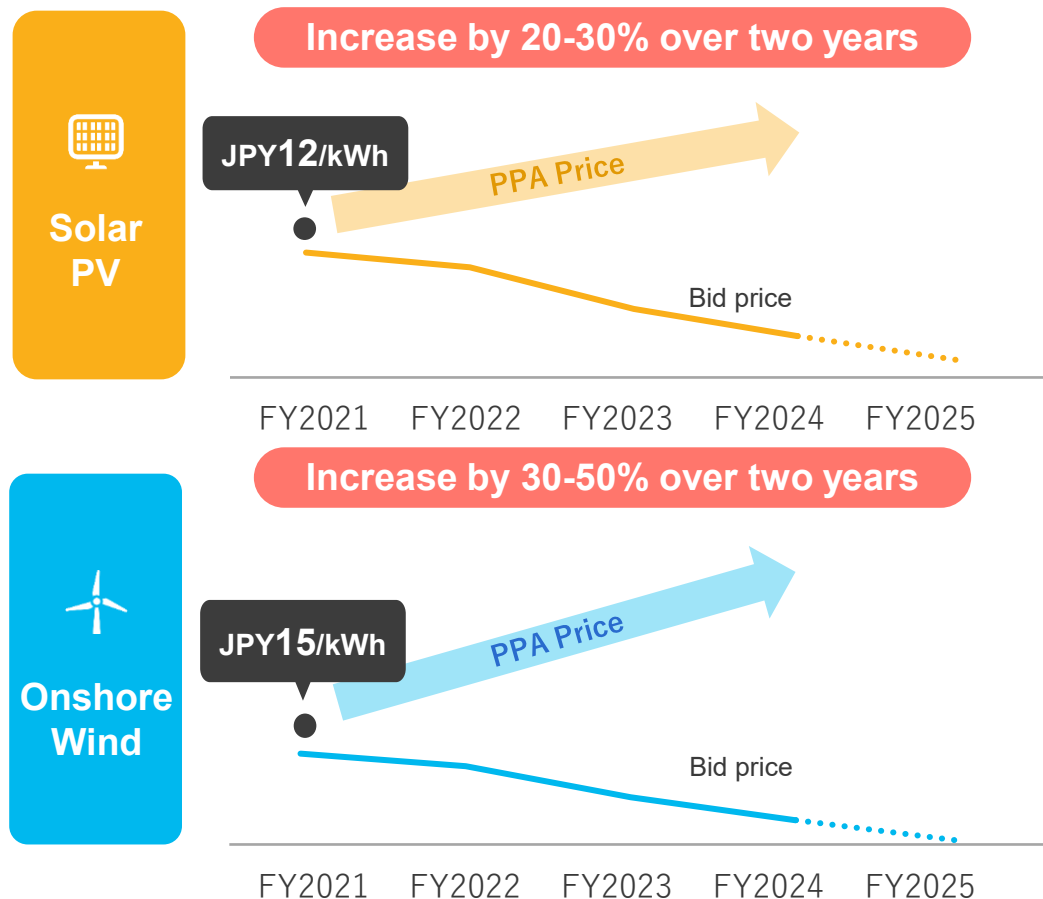 Increase by 20-30% over two years
Solar
PV
JPY12/kWh
PPA Price
Bid price
FY2021 FY2022 FY2023 FY2024 FY2025
Increase by 30-50% over two years
Onshore
Wind
JPY15/kWh
PPA Price
Bid price
FY2021 FY2022 FY2023 FY2024 FY2025